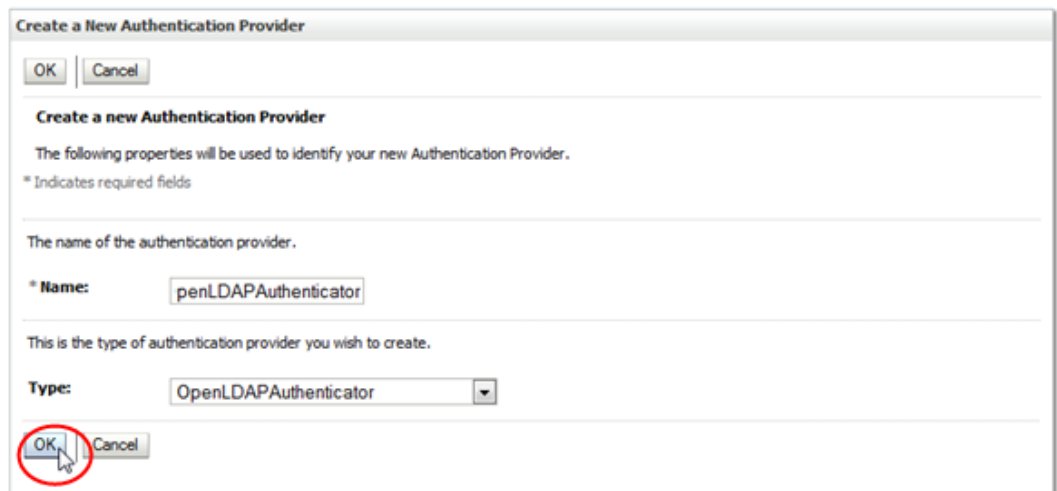 Create a New Authentication Provider
OK Cancel
Create a new Authentication Provider
The following properties will be used to identify your new Authentication Provider.
* Indicates required fields
The name of the authentication provider.
* Name: penLDAPAuthenticator
This is the type of authentication provider you wish to create.
Type: OpenLDAPAuthenticator
OK Cancel